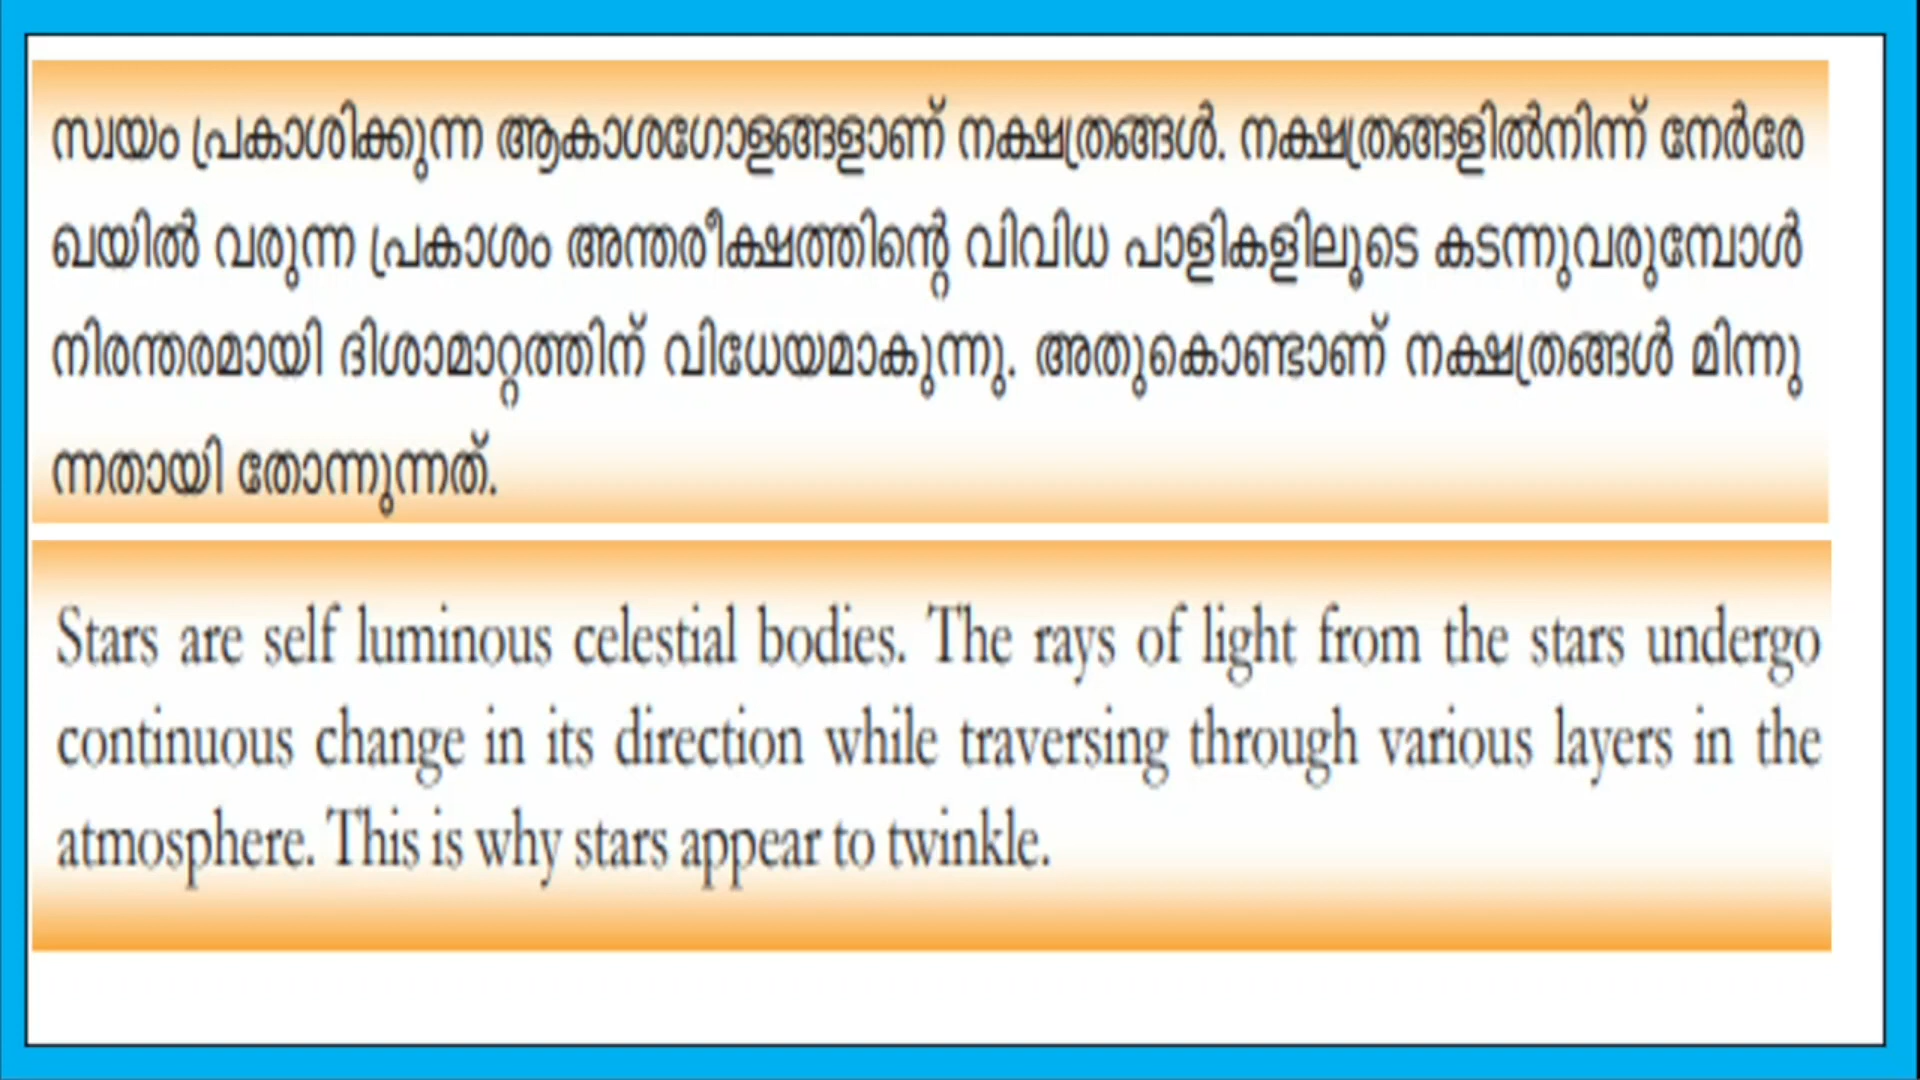 സ്വയം പ്രകാശിക്കുന്ന ആകാശഗോളങ്ങളാണ് നക്ഷത്രങ്ങൾ. നക്ഷത്രങ്ങളിൽനിന്ന് നേർരേ
ഖയിൽ വരുന്ന പ്രകാശം അന്തരീക്ഷത്തിന്റെ വിവിധ പാളികളിലൂടെ കടന്നുവരുമ്പോൾ
നിരന്തരമായി ദിശാമാറ്റത്തിന് വിധേയമാകുന്നു. അതുകൊണ്ടാണ് നക്ഷത്രങ്ങൾ മിന്നു
ന്നതായി തോന്നുന്നത്.
Stars are self luminous celestial bodies. The rays of light from the stars undergo
continuous change in its direction while traversing through various layers in the
atmosphere. This is why stars appear to twinkle.